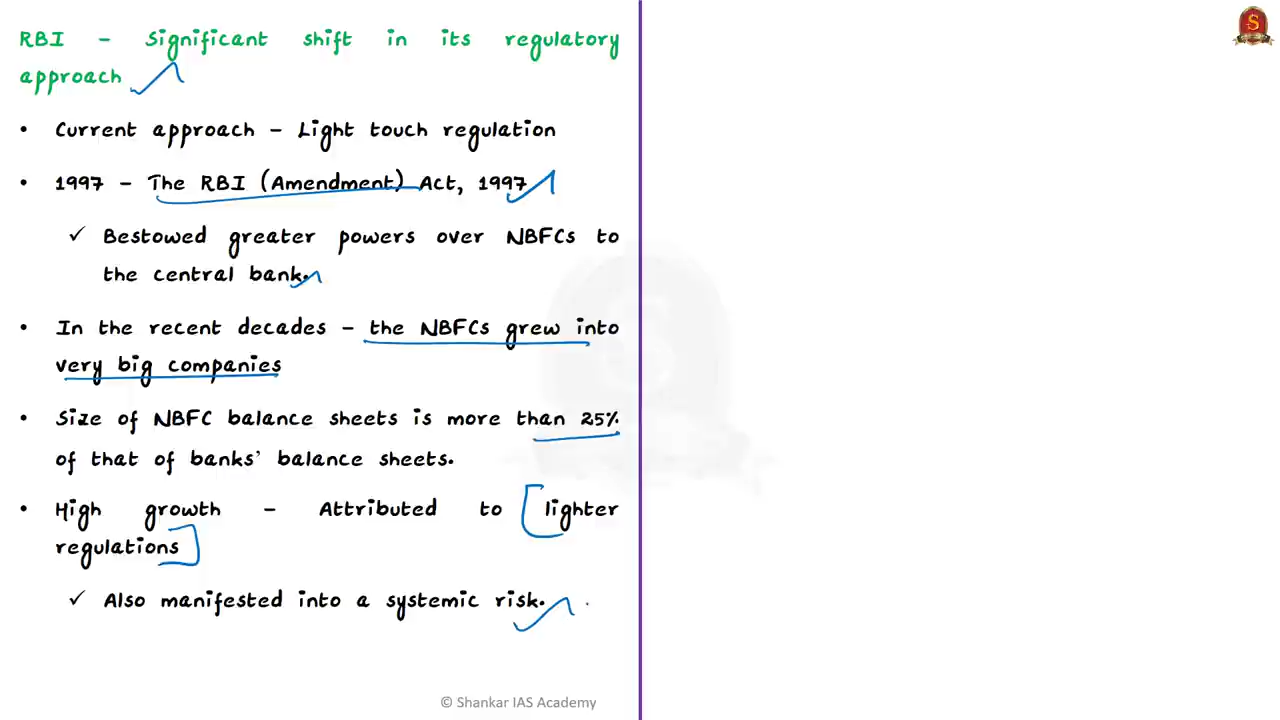 RBI – Significant shift in its regulatory
approach
• Current approach – Light touch regulation
• 1997 – The RBI (Amendment) Act, 1997
✓ Bestowed greater powers over NBFCs to
the central bank.
• In the recent decades – the NBFCs grew into
very big companies
• Size of NBFC balance sheets is more than 25%
of that of banks' balance sheets.
• High growth – Attributed to lighter
regulations
✓ Also manifested into a systemic risk.
© Shankar IAS Academy